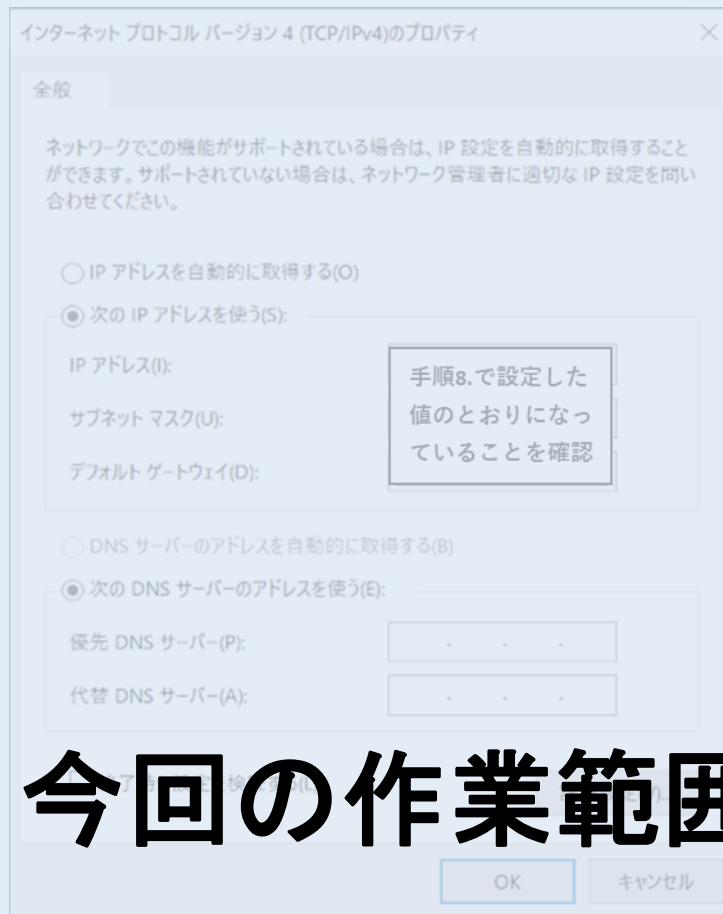 インターネット プロトコル バージョン 4 (TCP/IPv4)のプロパティ
全般
ネットワークでこの機能がサポートされている場合は、IP 設定を自動的に取得すること
ができます。サポートされていない場合は、ネットワーク管理者に適切な IP 設定を問い
合わせてください。
IP アドレスを自動的に取得する(O)
次の IP アドレスを使う(S):
IP アドレス(I):
サブネット マスク(U):
デフォルト ゲートウェイ(D):
手順8.で設定した
値のとおりになっ
ていることを確認
DNS サーバーのアドレスを自動的に取得する(B)
次の DNS サーバーのアドレスを使う(E):
優先 DNS サーバー(P):
代替 DNS サーバー(A):
今回の作業範囲
OK
キャンセル